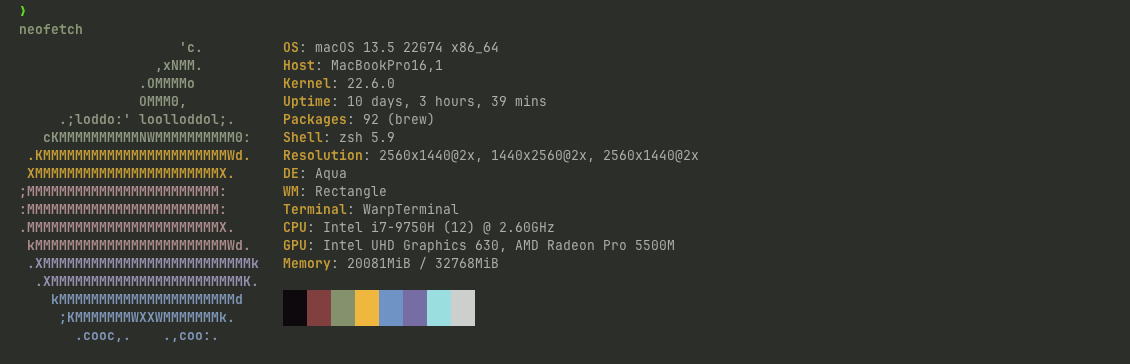 ❯
neofetch
                    'c.          OS: macOS 13.5 22G74 x86_64
                 ,xNMM.          Host: MacBookPro16,1
               .OMMMMo           Kernel: 22.6.0
               OMMM0,            Uptime: 10 days, 3 hours, 39 mins
     .;loddo:' loolloddol;.      Packages: 92 (brew)
   cKMMMMMMMMMMNWMMMMMMMMMM0:    Shell: zsh 5.9
 .KMMMMMMMMMMMMMMMMMMMMMMMWd.    Resolution: 2560x1440@2x, 1440x2560@2x, 2560x1440@2x
 XMMMMMMMMMMMMMMMMMMMMMMMX.      DE: Aqua
;MMMMMMMMMMMMMMMMMMMMMMMM:       WM: Rectangle
:MMMMMMMMMMMMMMMMMMMMMMMM:       Terminal: WarpTerminal
.MMMMMMMMMMMMMMMMMMMMMMMMX.      CPU: Intel i7-9750H (12) @ 2.60GHz
 kMMMMMMMMMMMMMMMMMMMMMMMMWd.    GPU: Intel UHD Graphics 630, AMD Radeon Pro 5500M
 .XMMMMMMMMMMMMMMMMMMMMMMMMMMk   Memory: 20081MiB / 32768MiB
  .XMMMMMMMMMMMMMMMMMMMMMMMMK.
    kMMMMMMMMMMMMMMMMMMMMMMd
     ;KMMMMMMMWXXWMMMMMMMk.
       .cooc,.    .,coo:.